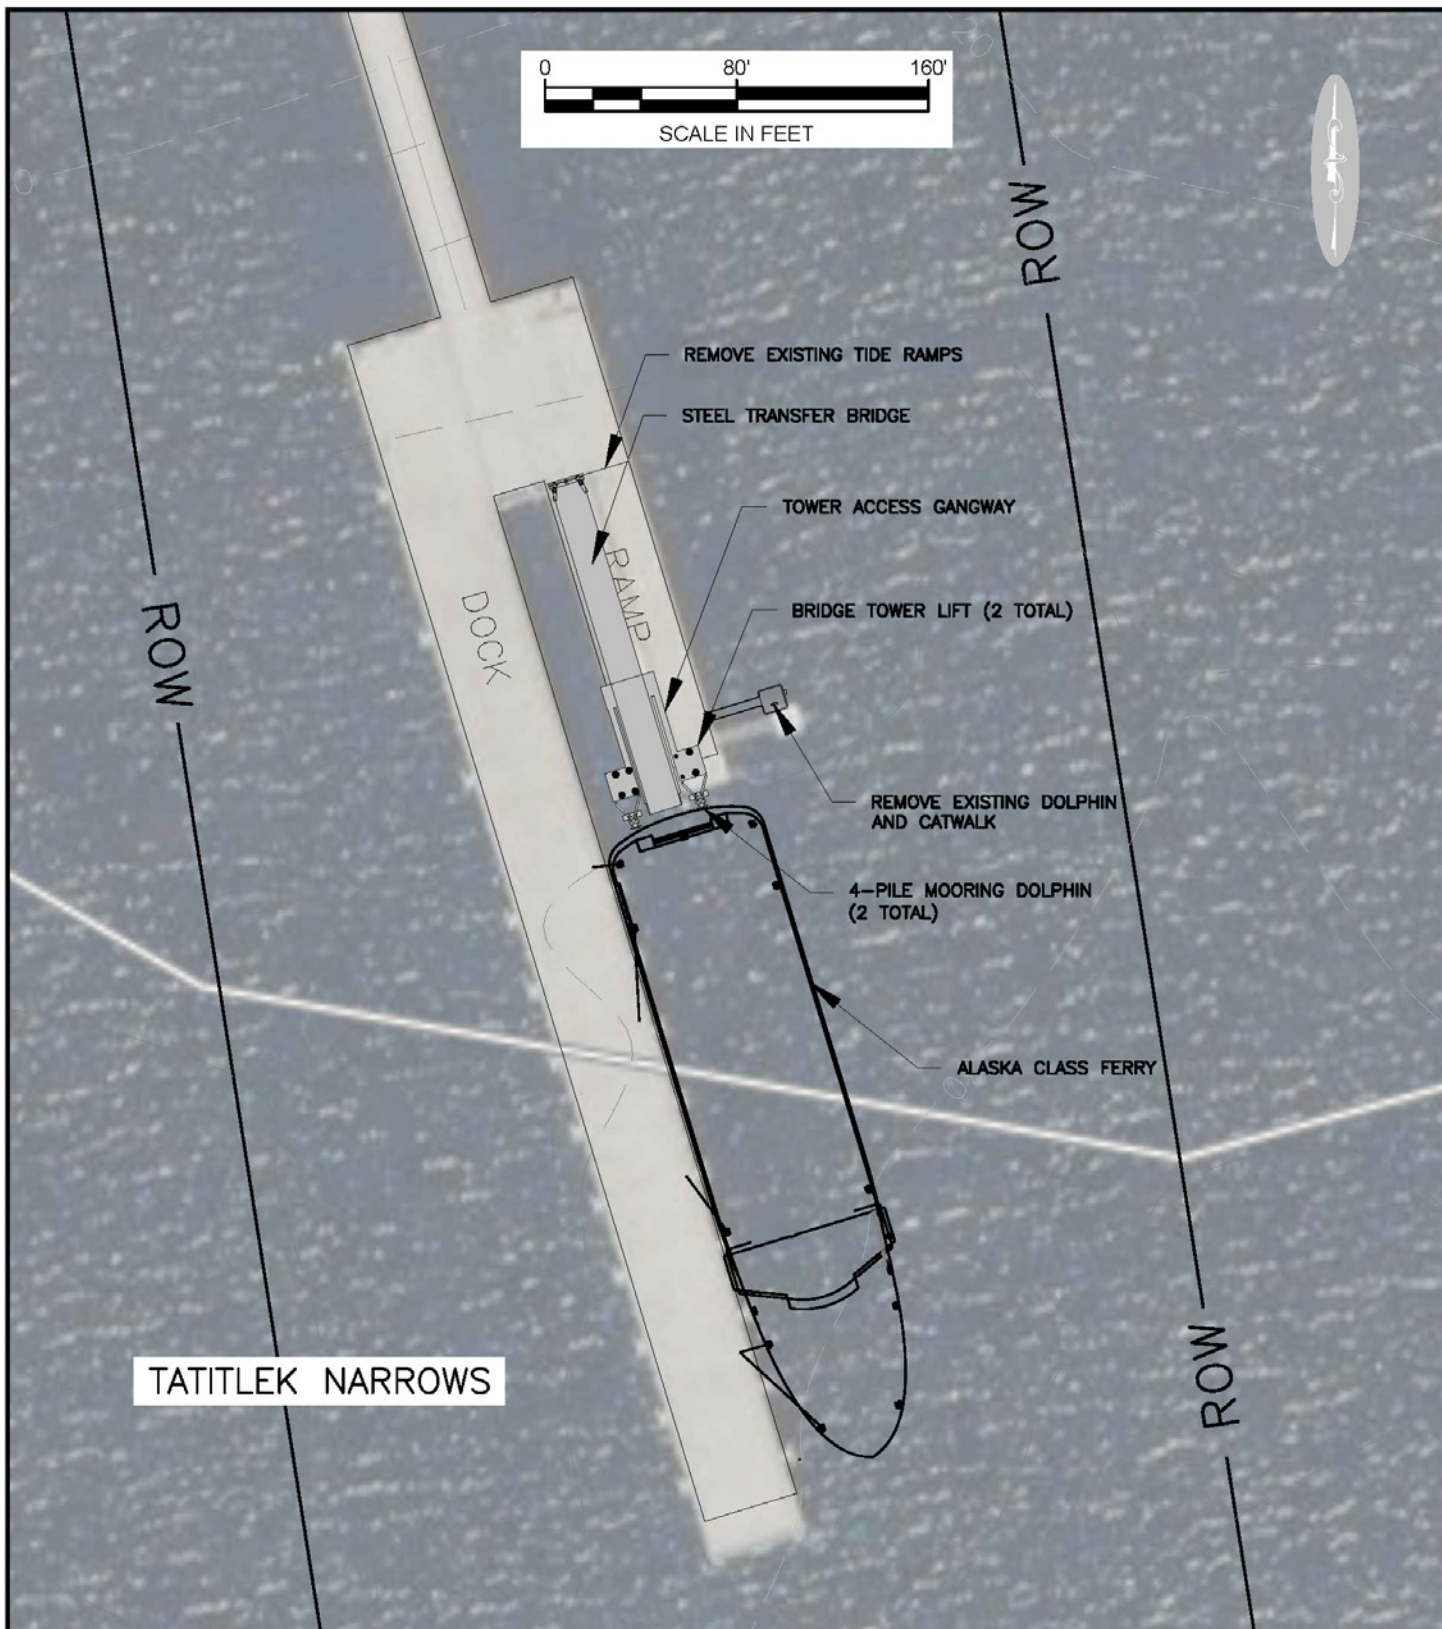 0 80' 160'
SCALE IN FEET
ROW
REMOVE EXISTING TIDE RAMPS
STEEL TRANSFER BRIDGE
TOWER ACCESS GANGWAY
RAMP
DOCK
BRIDGE TOWER LIFT (2 TOTAL)
ROW
REMOVE EXISTING DOLPHIN
AND CATWALK
4-PILE MOORING DOLPHIN
(2 TOTAL)
ALASKA CLASS FERRY
TATITLEK NARROWS
ROW
0
0